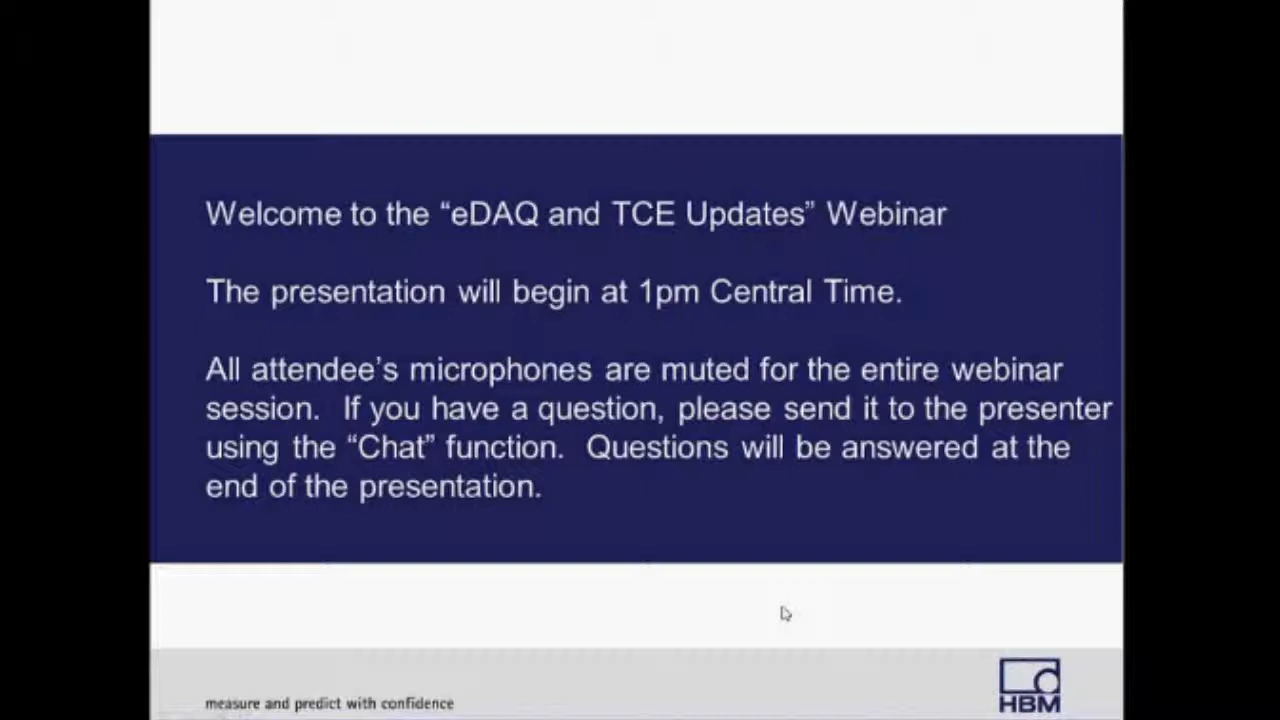 Welcome to the “eDAQ and TCE Updates” Webinar
The presentation will begin at 1pm Central Time.
All attendee’s microphones are muted for the entire webinar
session.  If you have a question, please send it to the presenter
using the “Chat” function.  Questions will be answered at the
end of the presentation.
measure and predict with confidence
HBM